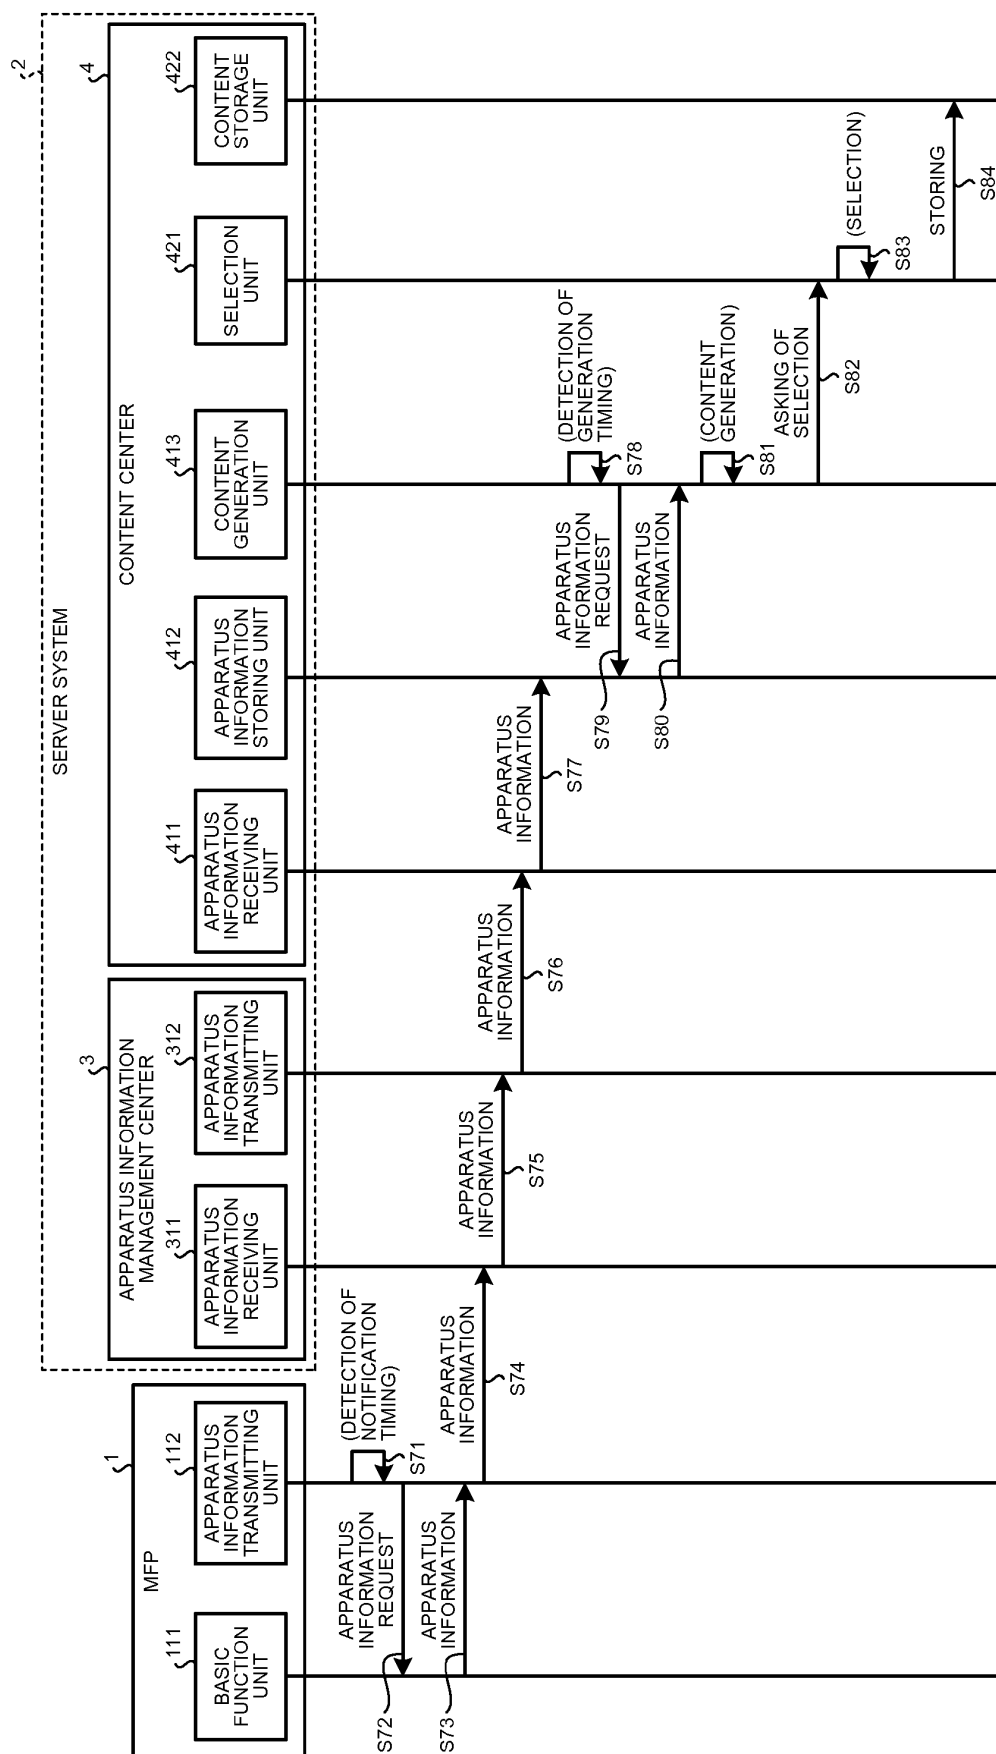 2
SERVER SYSTEM
1
MFP
111
BASIC
FUNCTION
UNIT
112
APPARATUS
INFORMATION
TRANSMITTING
UNIT
3
APPARATUS INFORMATION
MANAGEMENT CENTER
311
APPARATUS
INFORMATION
RECEIVING
UNIT
312
APPARATUS
INFORMATION
TRANSMITTING
UNIT
4
CONTENT CENTER
411
APPARATUS
INFORMATION
RECEIVING
UNIT
412
APPARATUS
INFORMATION
STORING UNIT
413
CONTENT
GENERATION
UNIT
421
SELECTION
UNIT
422
CONTENT
STORAGE
UNIT
(DETECTION OF
NOTIFICATION
TIMING)
S71
APPARATUS
INFORMATION
REQUEST
S72
APPARATUS
INFORMATION
S73
APPARATUS
INFORMATION
S74
APPARATUS
INFORMATION
S75
APPARATUS
INFORMATION
S76
APPARATUS
INFORMATION
S77
(DETECTION OF
GENERATION
TIMING)
S78
APPARATUS
INFORMATION
REQUEST
S79
APPARATUS
INFORMATION
S80
(CONTENT
GENERATION)
S81
ASKING OF
SELECTION
S82
(SELECTION)
S83
STORING
S84